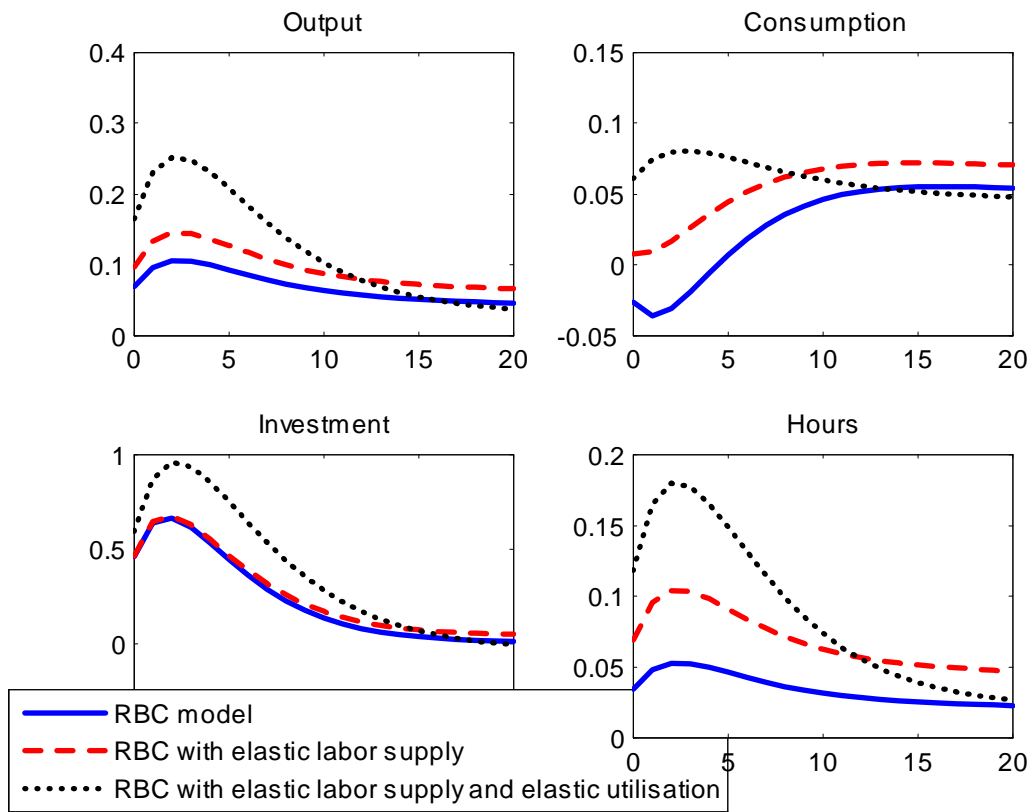 Output
Consumption
0.4
0.3
0.2
0.1
0
0 5 10 15 20
0.15
0.1
0.05
0
-0.05
0 5 10 15 20
Investment
Hours
1
0.5
0
0.2
0.15
0.1
0.05
0
0 5 10 15 20
RBC model
RBC with elastic labor supply
RBC with elastic labor supply and elastic utilisation